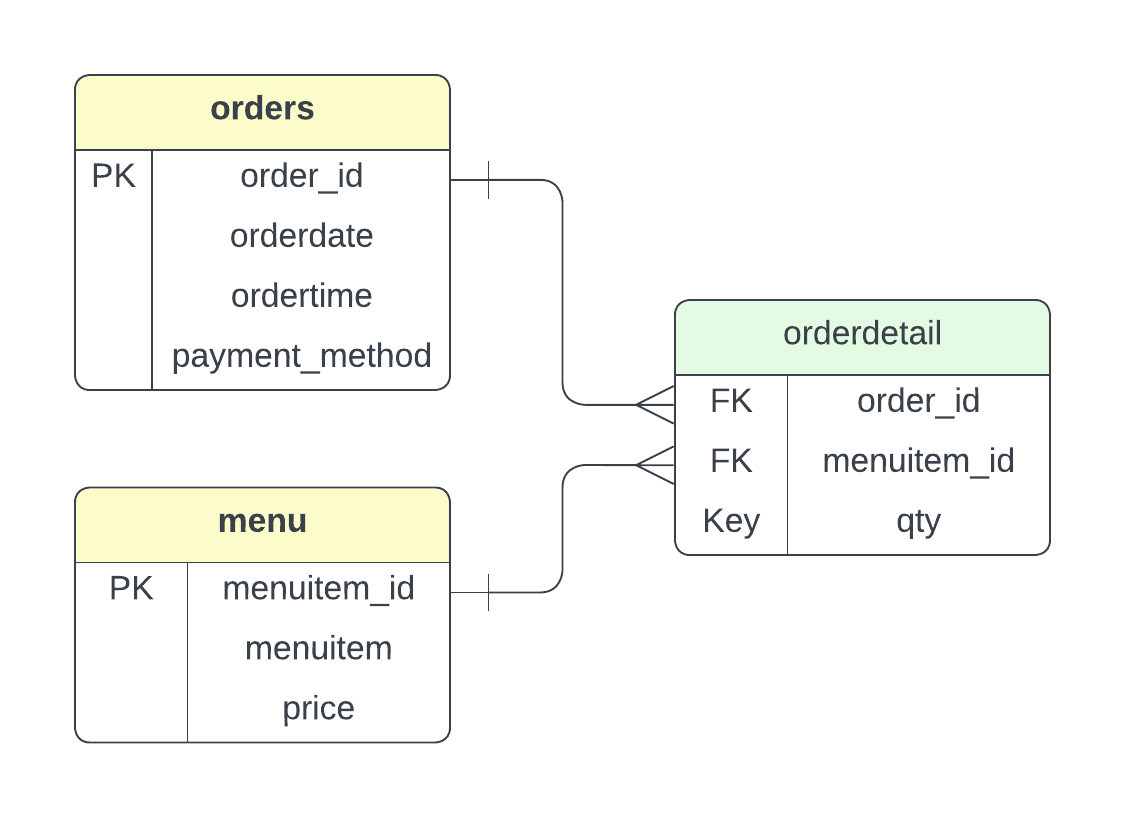 orders
PK order_id
orderdate
ordertime
payment_method
orderdetail
FK order_id
FK menuitem_id
Key qty
menu
PK menuitem_id
menuitem
price